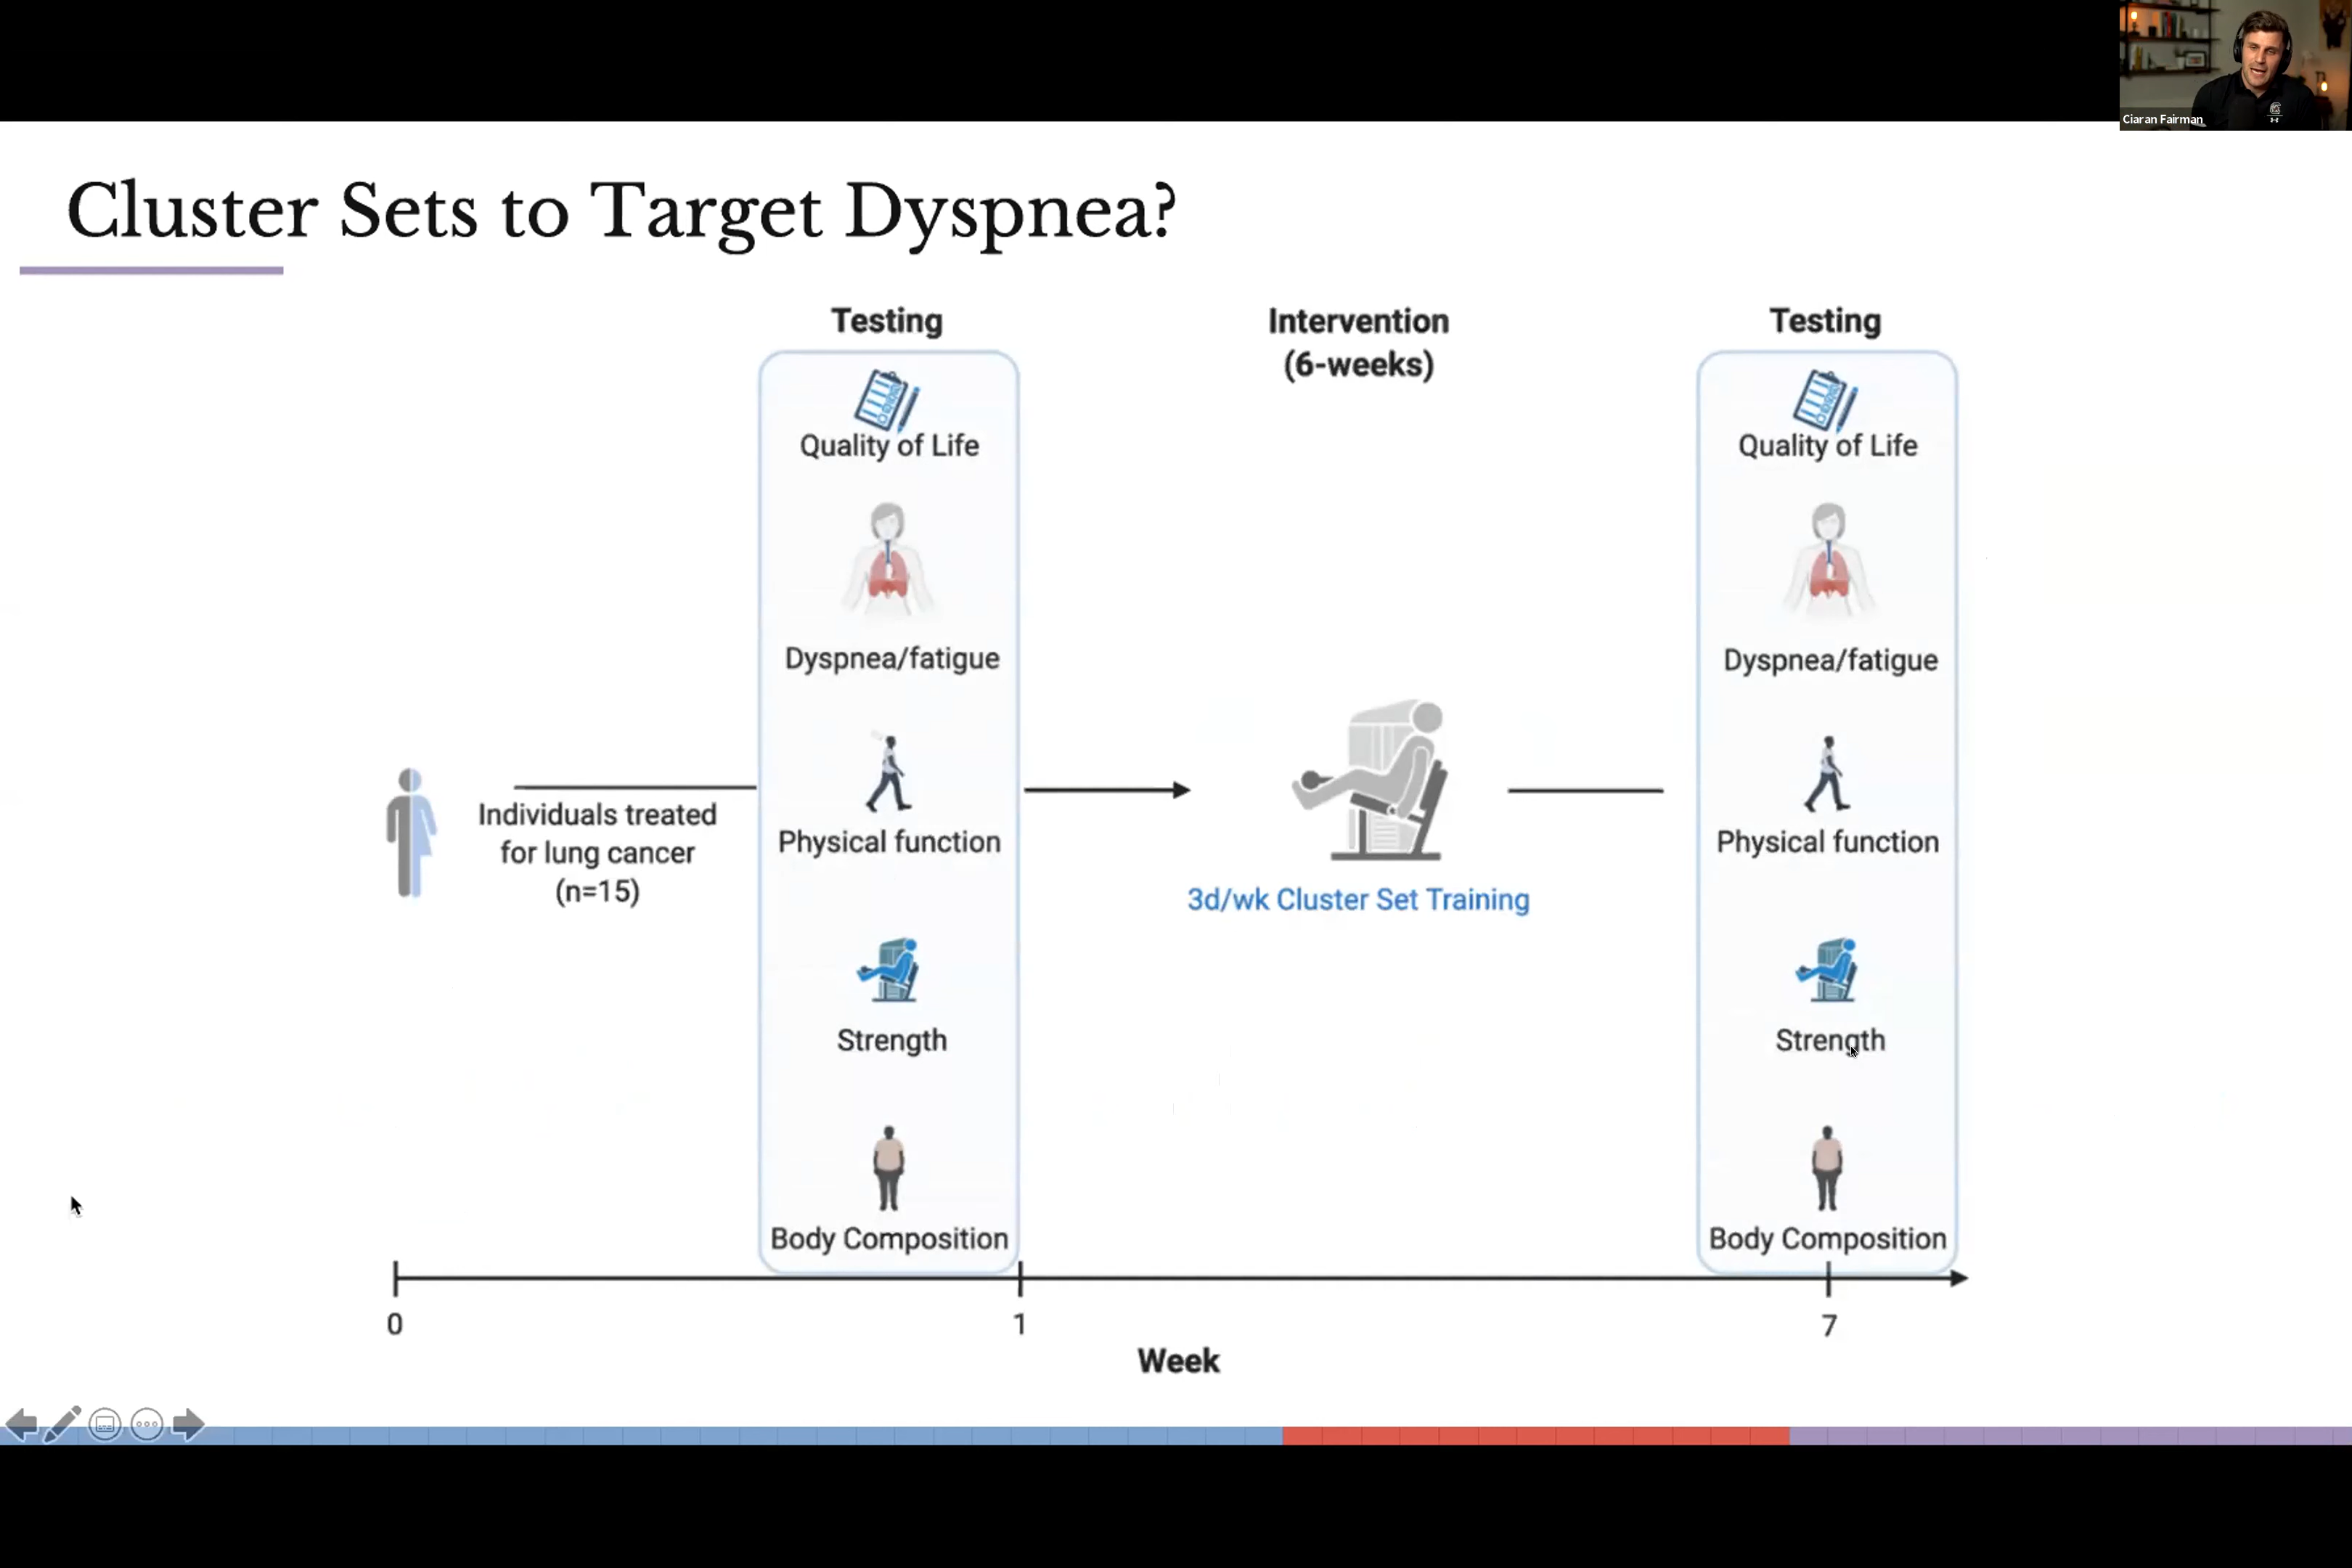 Ciaran Fairman
Cluster Sets to Target Dyspnea?
Testing
Quality of Life
Dyspnea/fatigue
Physical function
Strength
Body Composition
Individuals treated
for lung cancer
(n=15)
Intervention
(6-weeks)
3d/wk Cluster Set Training
Testing
Quality of Life
Dyspnea/fatigue
Physical function
Strength
Body Composition
0
1
7
Week